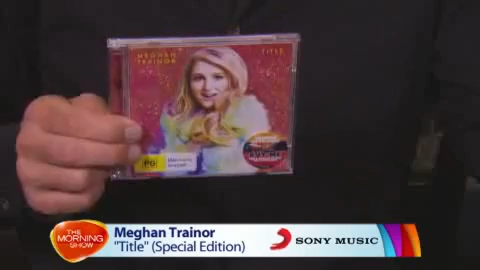 MEGHAN
TRAINOR
TITLE
PG
THE
MORNING
SHOW
Meghan Trainor
"Title" (Special Edition)
SONY MUSIC